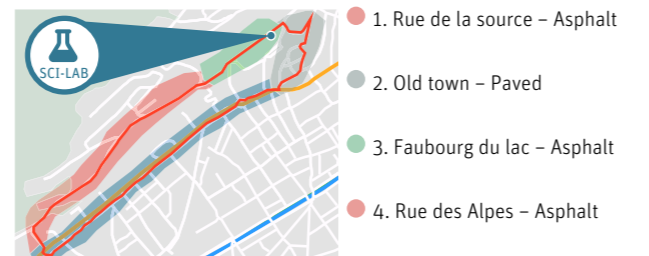 SCI-LAB
1. Rue de la source – Asphalt
2. Old town – Paved
3. Faubourg du lac – Asphalt
4. Rue des Alpes – Asphalt